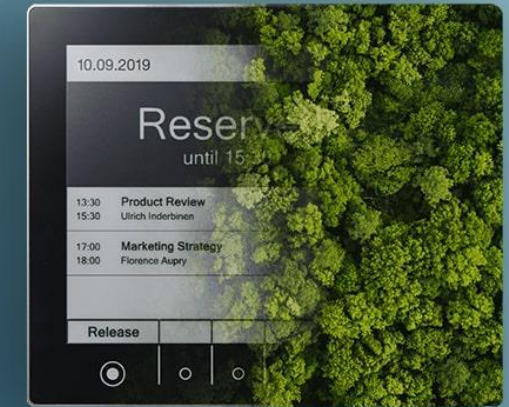 10.09.2019
Reserv
until 15
13:30 Product Review
15:30 Ulrich Inderbinen
17:00 Marketing Strategy
18:00 Florence Aupry
Release